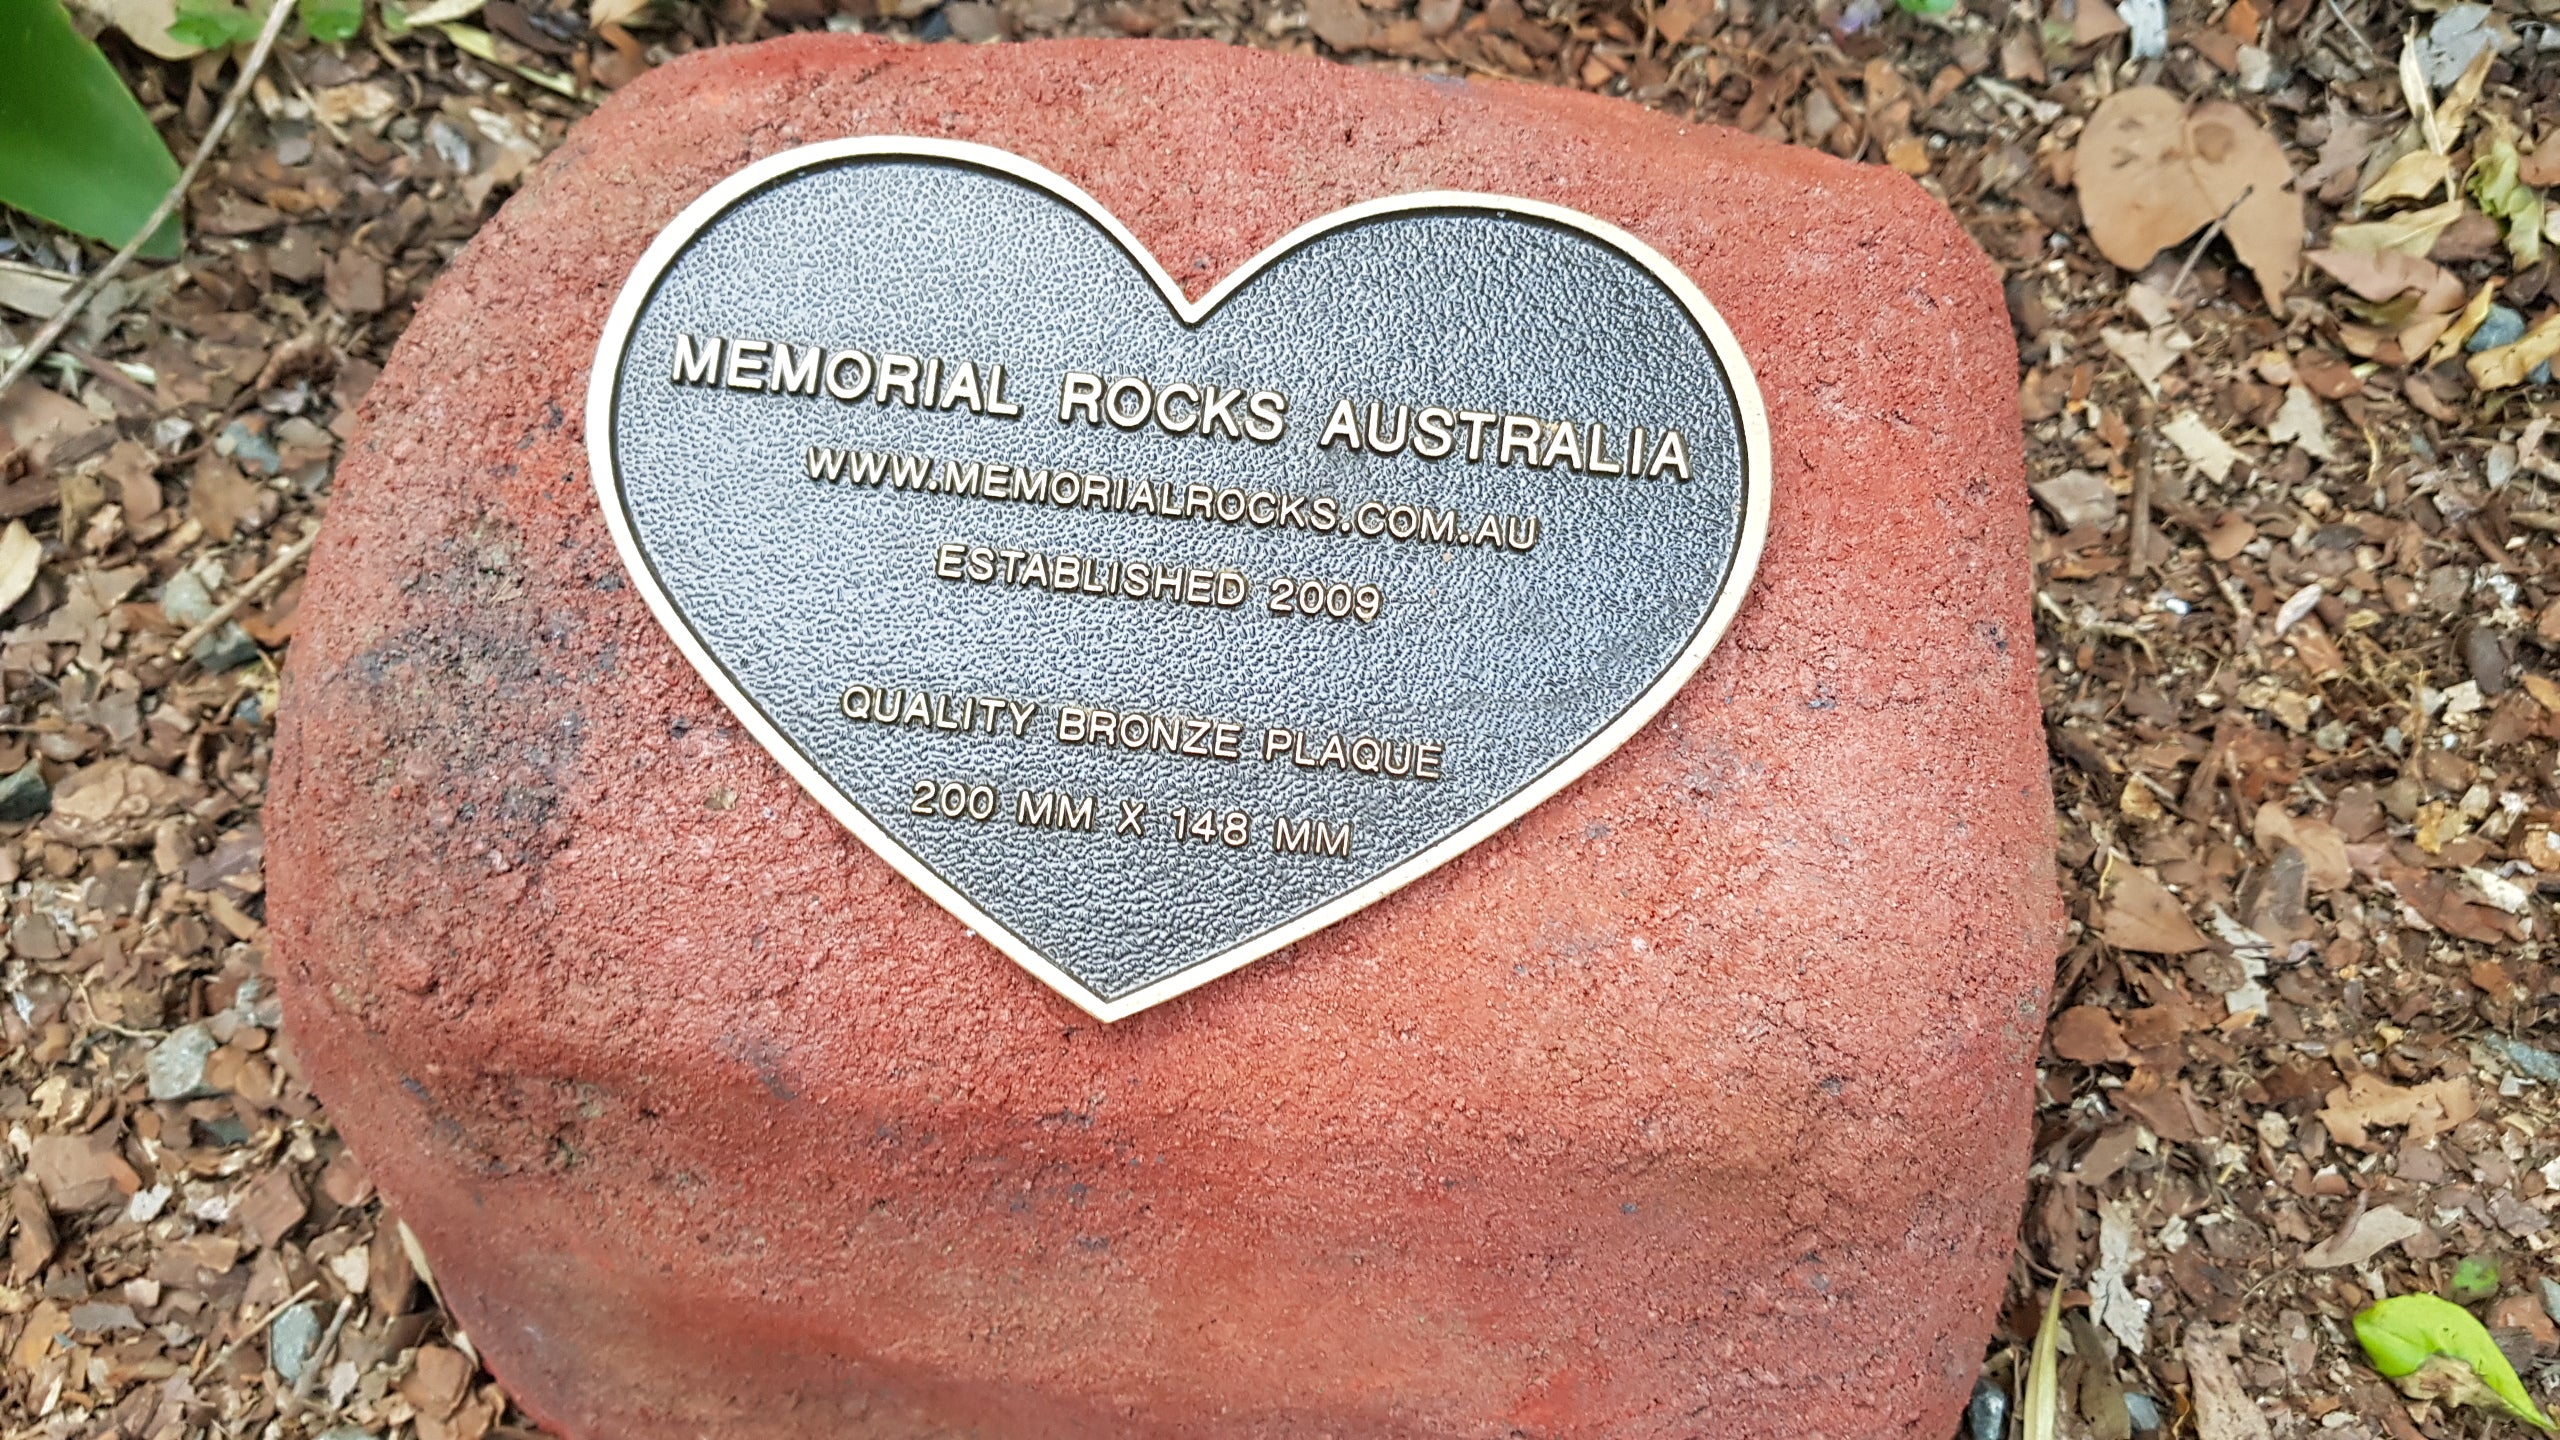 MEMORIAL ROCKS AUSTRALIA
WWW.MEMORIALROCKS.COM.AU
ESTABLISHED 2009
QUALITY BRONZE PLAQUE
200 MM X 148 MM